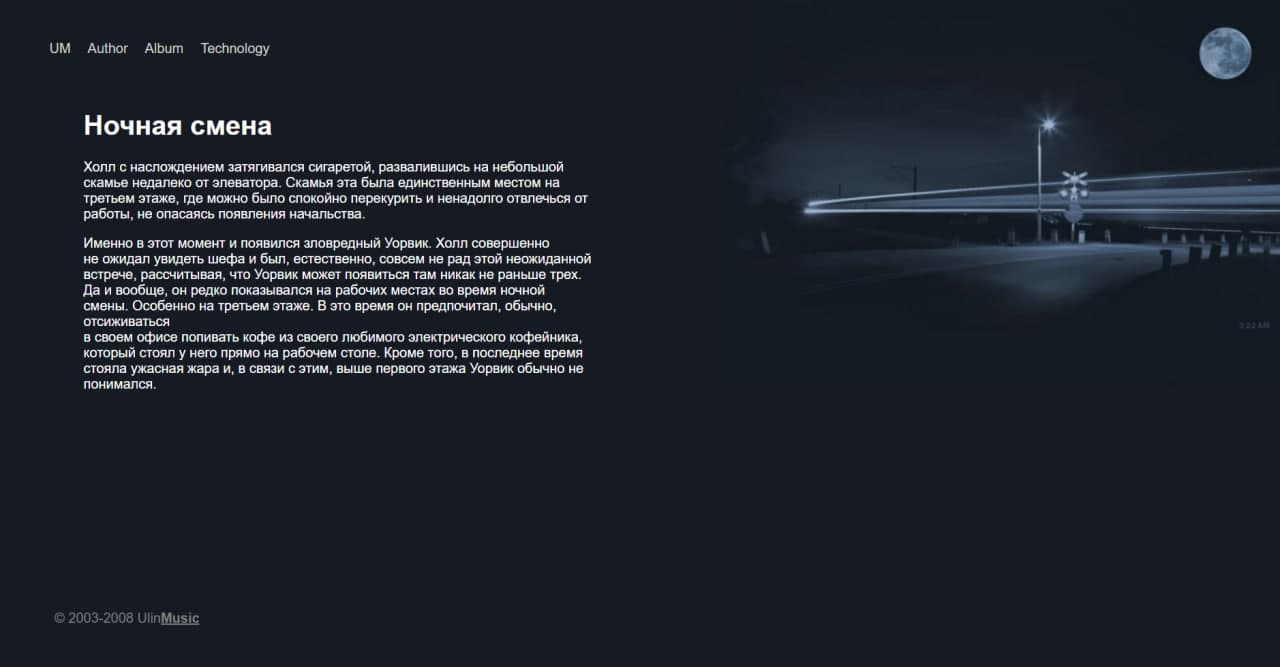 UM Author Album Technology
Ночная смена
Холл с наслождением затягивался сигаретой, развалившись на небольшой
скамье недалеко от элеватора. Скамья эта была единственным местом на
третьем этаже, где можно было спокойно перекурить и ненадолго отвлечься от
работы, не опасаясь появления начальства.
Именно в этот момент и появился зловредный Уорвик. Холл совершенно
не ожидал увидеть шефа и был, естественно, совсем не рад этой неожиданной
встрече, рассчитывая, что Уорвик может появиться там никак не раньше трех.
Да и вообще, он редко показывался на рабочих местах во время ночной
смены. Особенно на третьем этаже. В это время он предпочитал, обычно,
отсиживаться
в своем офисе попивать кофе из своего любимого электрического кофейника,
который стоял у него прямо на рабочем столе. Кроме того, в последнее время
стояла ужасная жара и, в связи с этим, выше первого этажа Уорвик обычно не
понимался.
© 2003-2008 UlinMusic